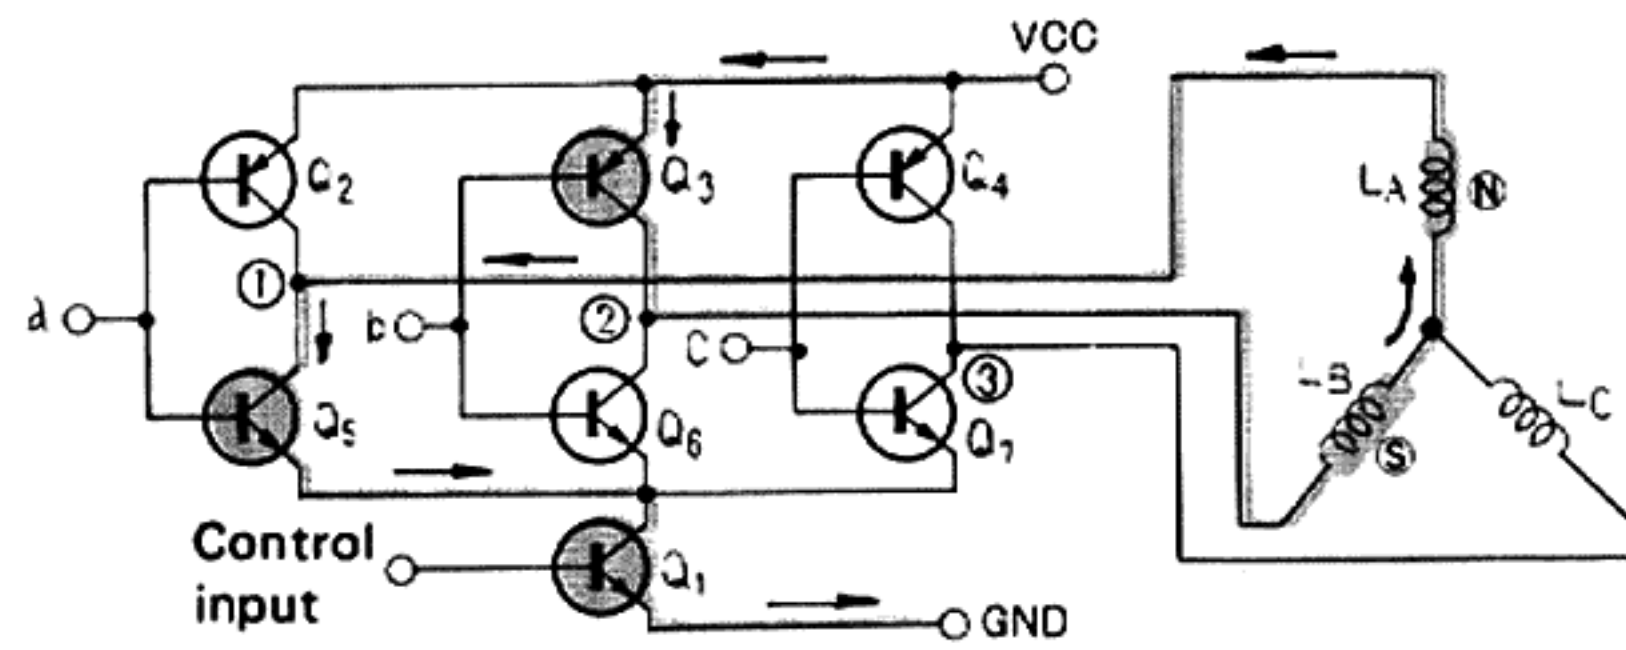 VCC
Q2
Q3
Q4
LA
N
1
2
a
b
C
3
LB
LC
S
Q5
Q6
Q7
Control
input
Q1
GND